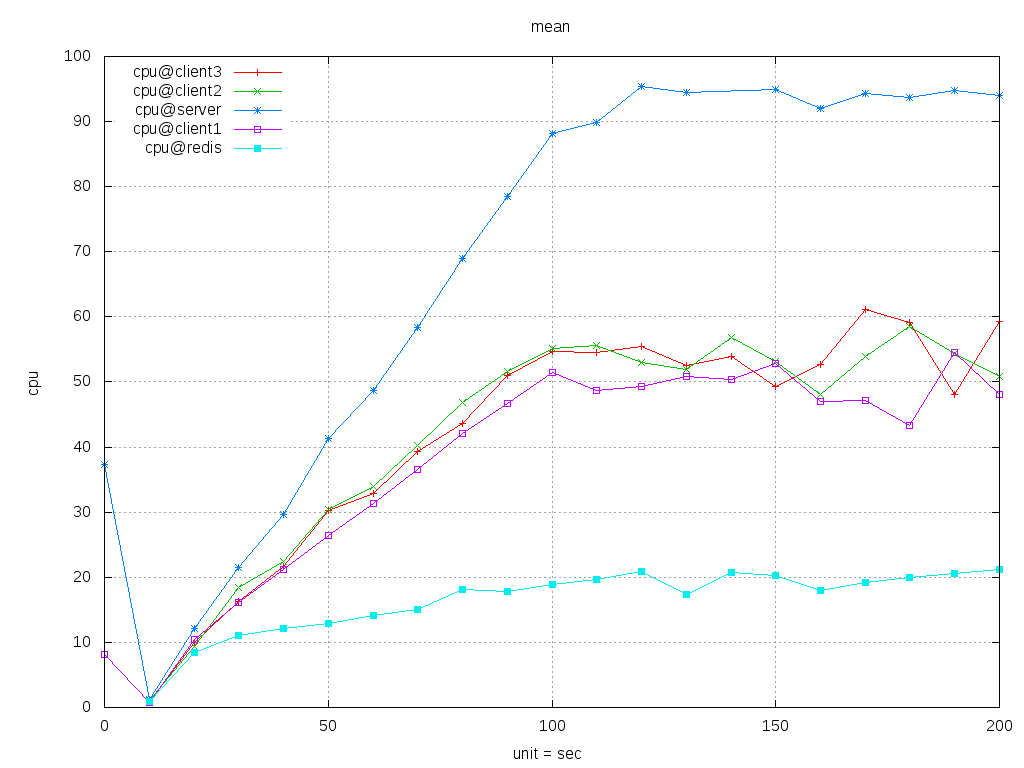 mean
100
90
80
70
60
50
40
30
20
10
0
cpu
cpu@client3
cpu@client2
cpu@server
cpu@client1
cpu@redis
0 50 100 150 200
unit = sec